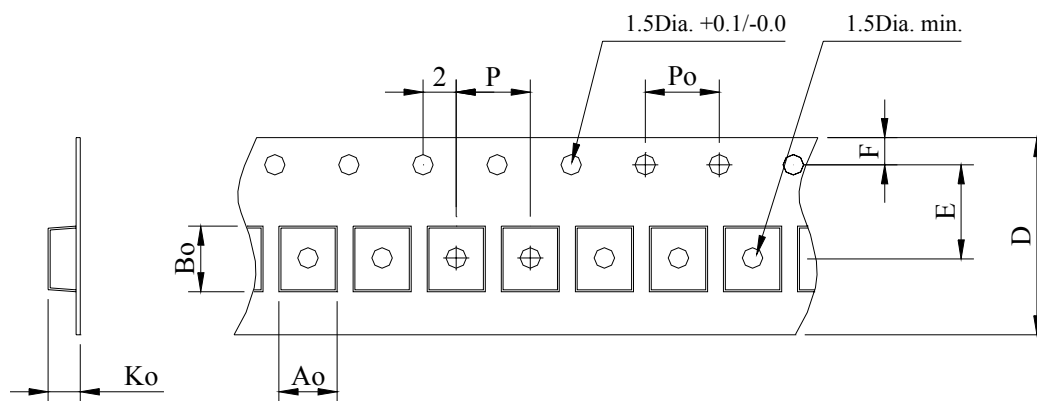 1.5Dia. +0.1/-0.0
1.5Dia. min.
2
P
Po
F
E
D
Bo
Ko
Ao